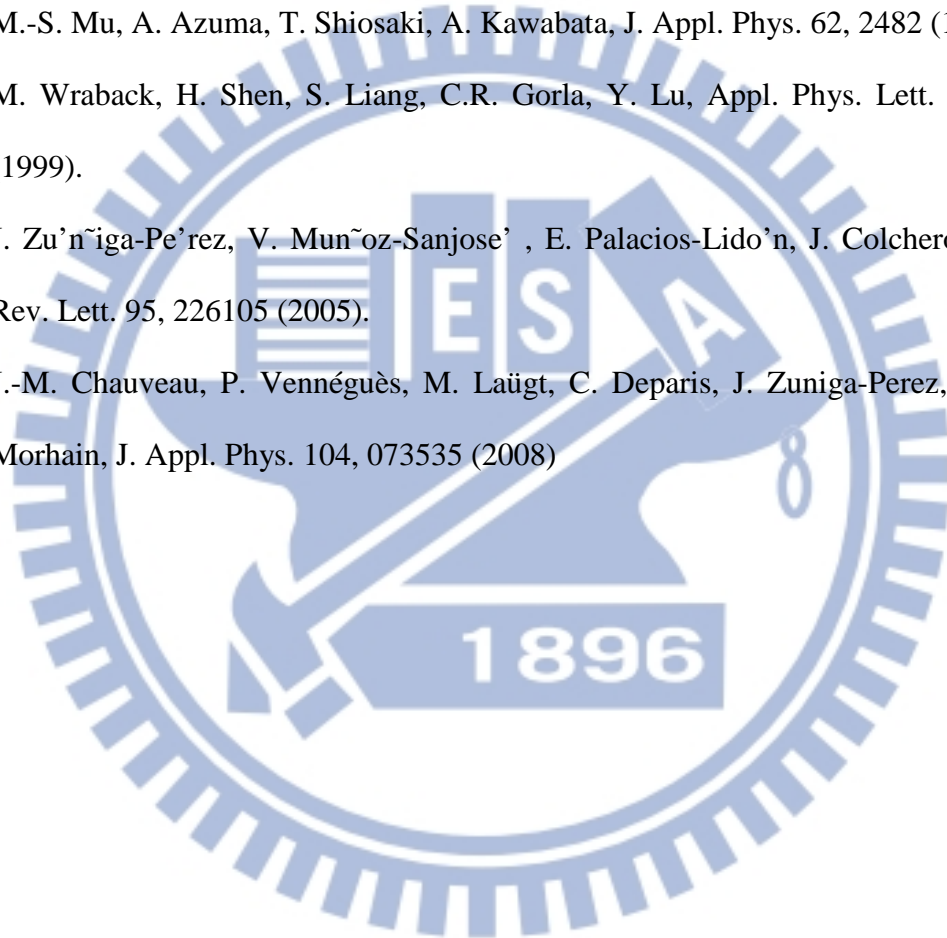 M.-S. Mu, A. Azuma, T. Shiosaki, A. Kawabata, J. Appl. Phys. 62, 2482 (
M. Wraback, H. Shen, S. Liang, C.R. Gorla, Y. Lu, Appl. Phys. Lett.
1999).
. Zu’n˜iga-Pe’rez, V. Mun˜oz-Sanjose’ , E. Palacios-Lido’n, J. Colchero
Rev. Lett. 95, 226105 (2005).
.-M. Chauveau, P. Vennéguès, M. Laügt, C. Deparis, J. Zuniga-Perez,
Morhain, J. Appl. Phys. 104, 073535 (2008)
E S A
8
1896